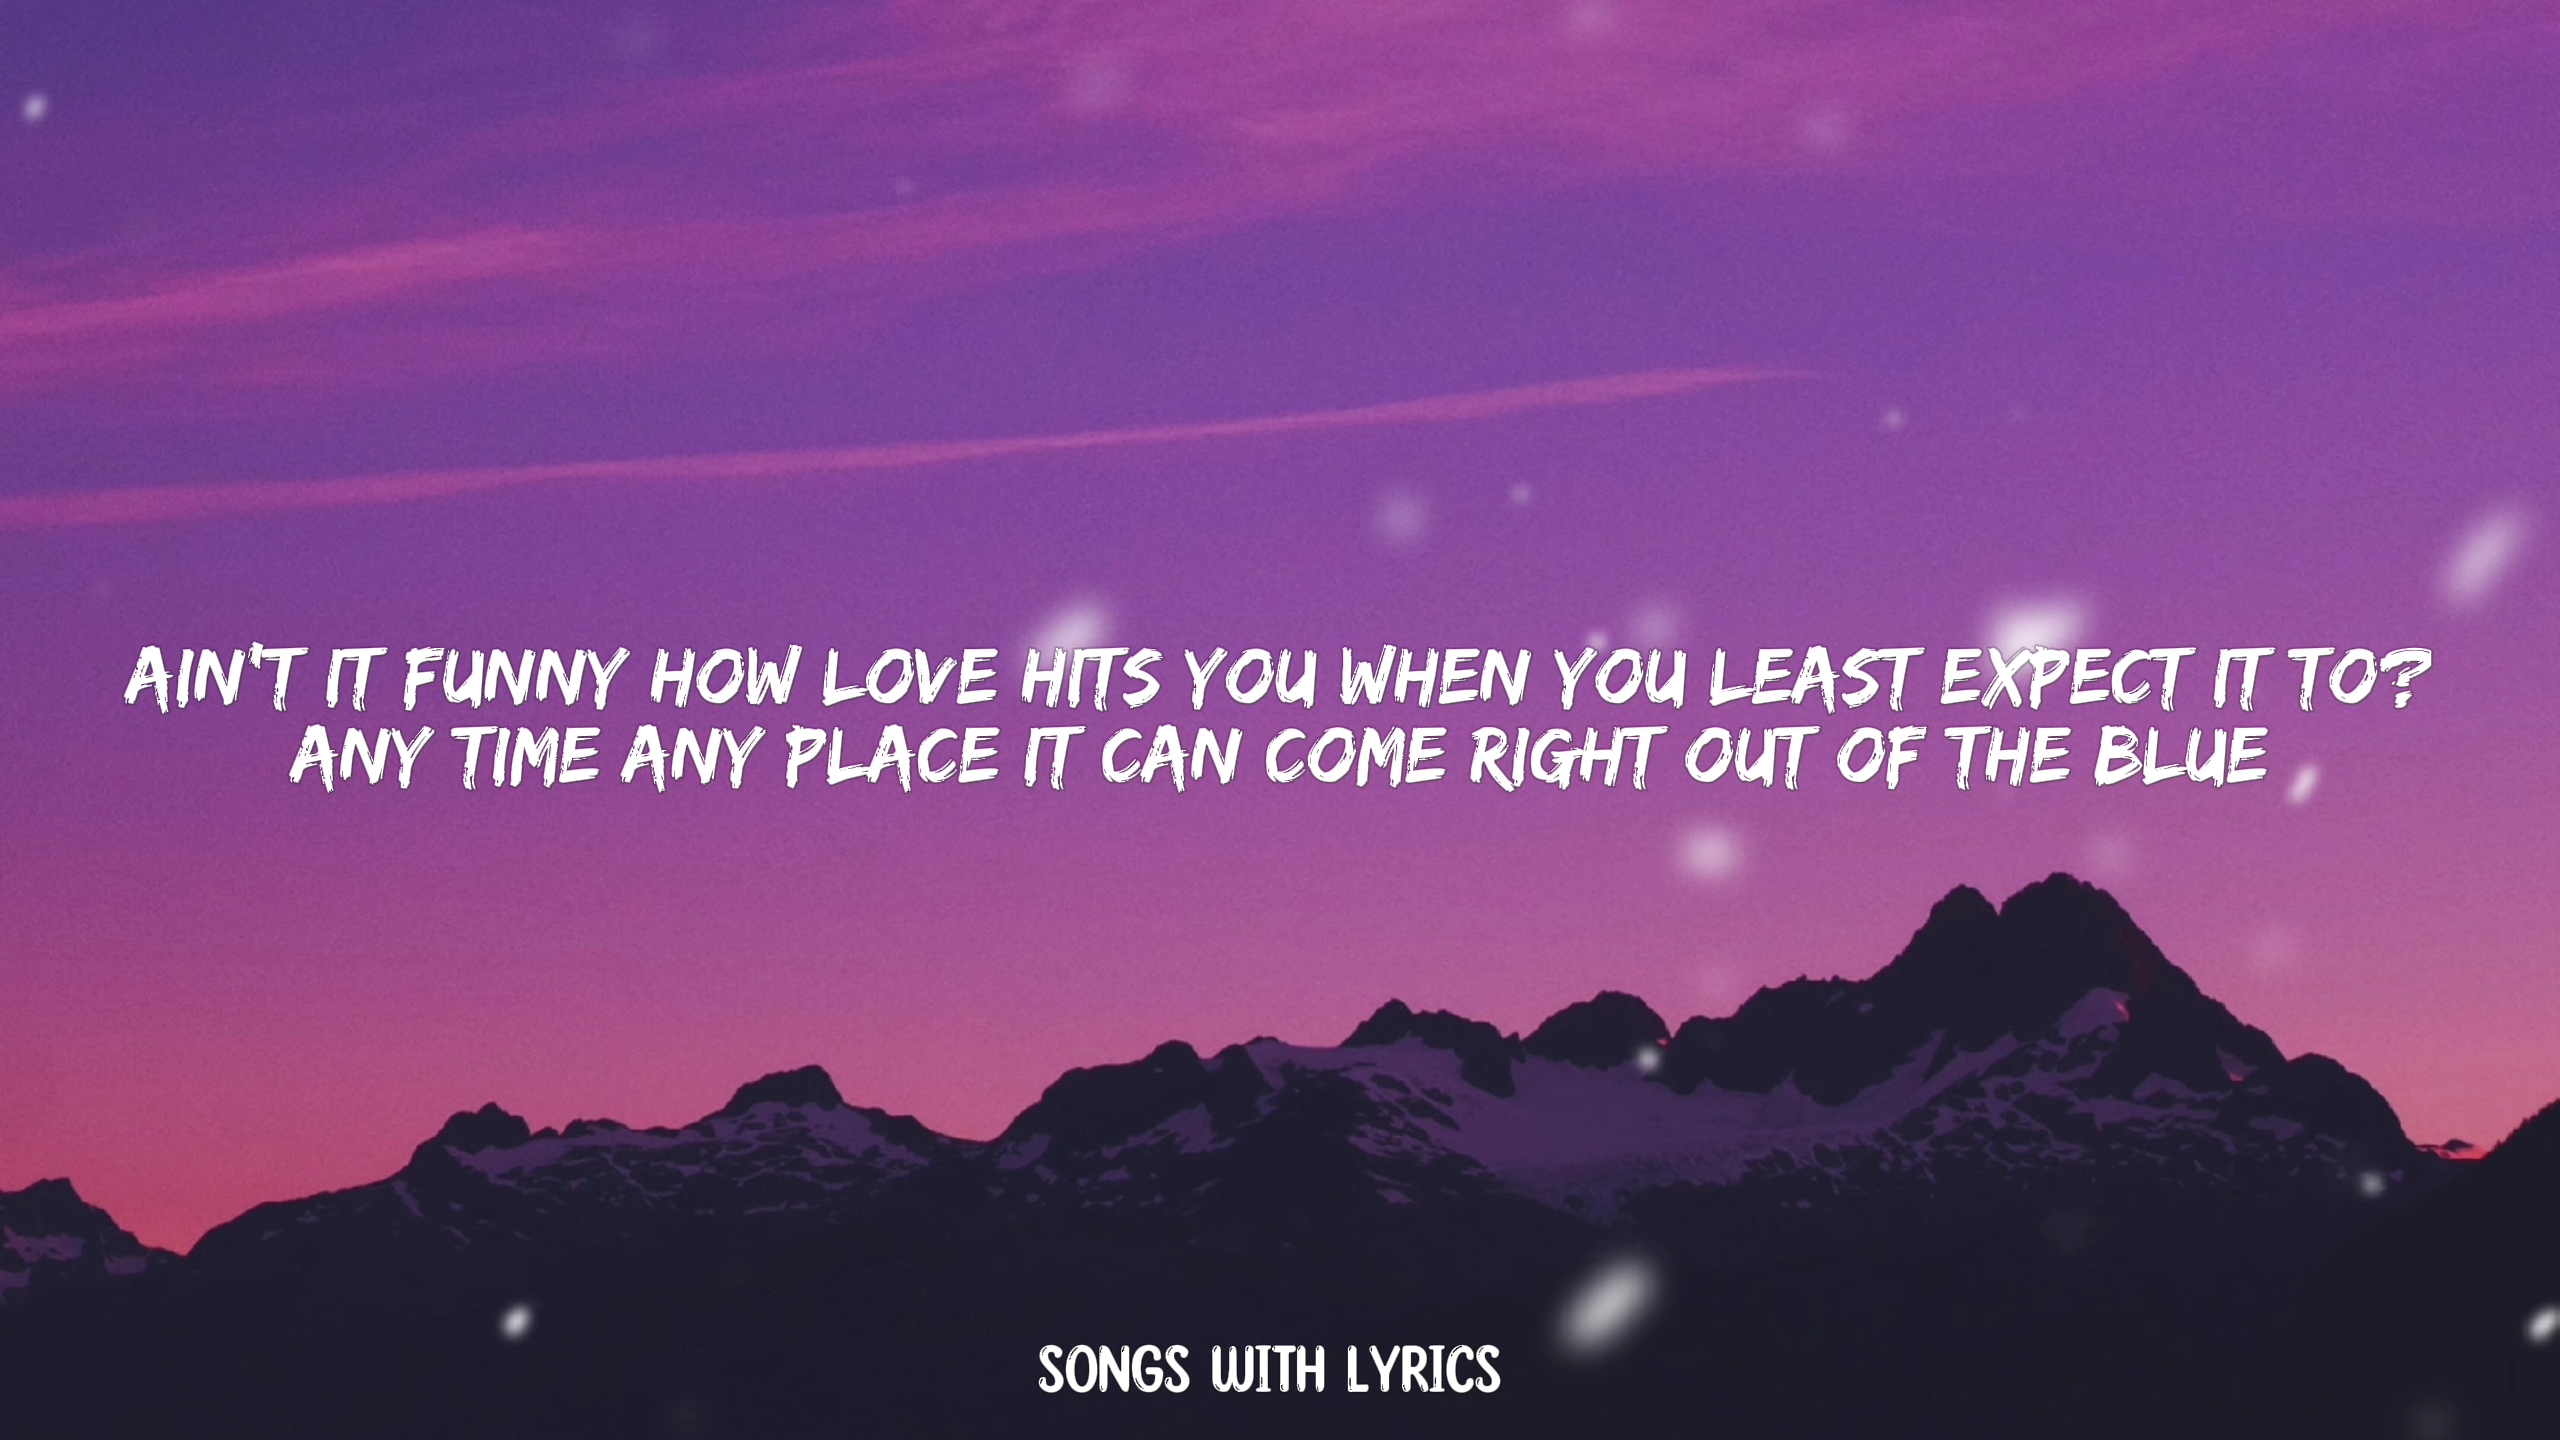 AIN'T IT FUNNY HOW LOVE HITS YOU WHEN YOU LEAST EXPECT IT TO?
ANY TIME ANY PLACE IT CAN COME RIGHT OUT OF THE BLUE
SONGS WITH LYRICS